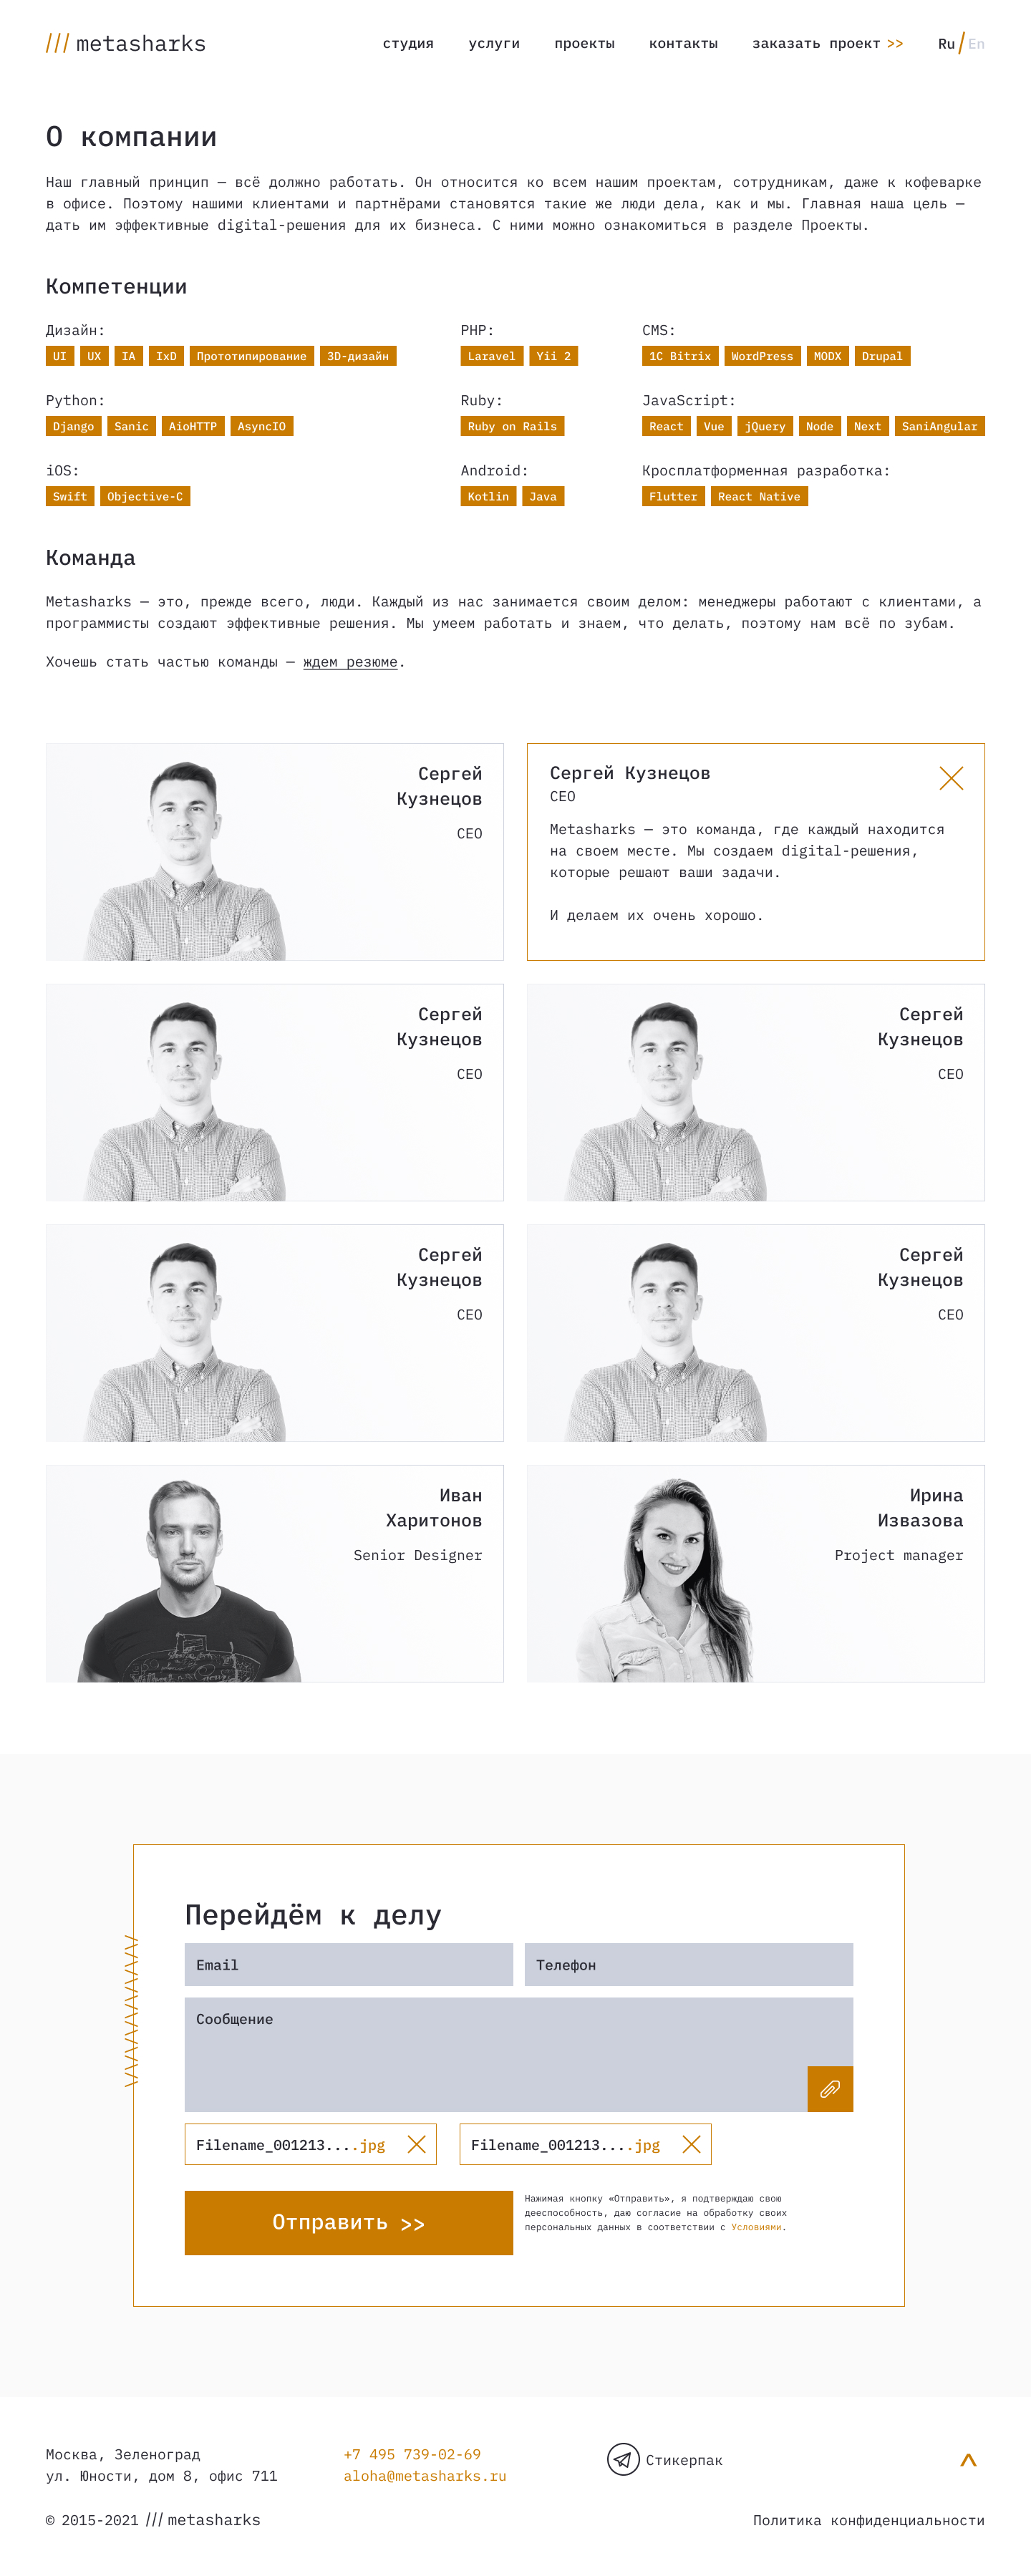 /// metasharks
студия услуги проекты контакты заказать проект >> Ru / En
О компании
Наш главный принцип — всё должно работать. Он относится ко всем нашим проектам, сотрудникам, даже к кофеварке
в офисе. Поэтому нашими клиентами и партнёрами становятся такие же люди дела, как и мы. Главная наша цель —
дать им эффективные digital-решения для их бизнеса. С ними можно ознакомиться в разделе Проекты.
Компетенции
Дизайн:
UI UX IA IxD Прототипирование 3D-дизайн
PHP:
Laravel Yii 2
CMS:
1C Bitrix WordPress MODX Drupal
Python:
Django Sanic AioHTTP AsyncIO
Ruby:
Ruby on Rails
JavaScript:
React Vue jQuery Node Next SaniAngular
iOS:
Swift Objective-C
Android:
Kotlin Java
Кросплатформенная разработка:
Flutter React Native
Команда
Metasharks — это, прежде всего, люди. Каждый из нас занимается своим делом: менеджеры работают с клиентами, а
программисты создают эффективные решения. Мы умеем работать и знаем, что делать, поэтому нам всё по зубам.
Хочешь стать частью команды — ждем резюме.
Сергей
Кузнецов
CEO
Сергей Кузнецов
CEO
Metasharks — это команда, где каждый находится
на своем месте. Мы создаем digital-решения,
которые решают ваши задачи.
И делаем их очень хорошо.
Сергей
Кузнецов
CEO
Сергей
Кузнецов
CEO
Сергей
Кузнецов
CEO
Сергей
Кузнецов
CEO
Иван
Харитонов
Senior Designer
Ирина
Извазова
Project manager
Перейдём к делу
Email
Телефон
Сообщение
Filename_001213....jpg
Filename_001213....jpg
Отправить >>
Нажимая кнопку «Отправить», я подтверждаю свою
дееспособность, даю согласие на обработку своих
персональных данных в соответствии с Условиями.
Москва, Зеленоград
ул. Юности, дом 8, офис 711
+7 495 739-02-69
aloha@metasharks.ru
Стикерпак
© 2015-2021 /// metasharks
Политика конфиденциальности